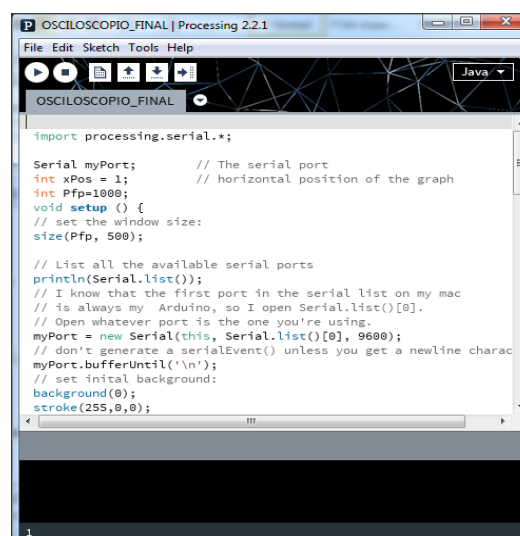 OSCILOSCOPIO_FINAL | Processing 2.2.1
File Edit Sketch Tools Help
Java
OSCILOSCOPIO_FINAL
import processing.serial.*;
Serial myPort;        // The serial port
int xPos = 1;         // horizontal position of the graph
int Pfp=1000;
void setup () {
// set the window size:
size(Pfp, 500);
// List all the available serial ports
println(Serial.list());
// I know that the first port in the serial list on my mac
// is always my  Arduino, so I open Serial.list()[0].
// Open whatever port is the one you're using.
myPort = new Serial(this, Serial.list()[0], 9600);
// don't generate a serialEvent() unless you get a newline charac
myPort.bufferUntil('\n');
// set inital background:
background(0);
stroke(255,0,0);
1